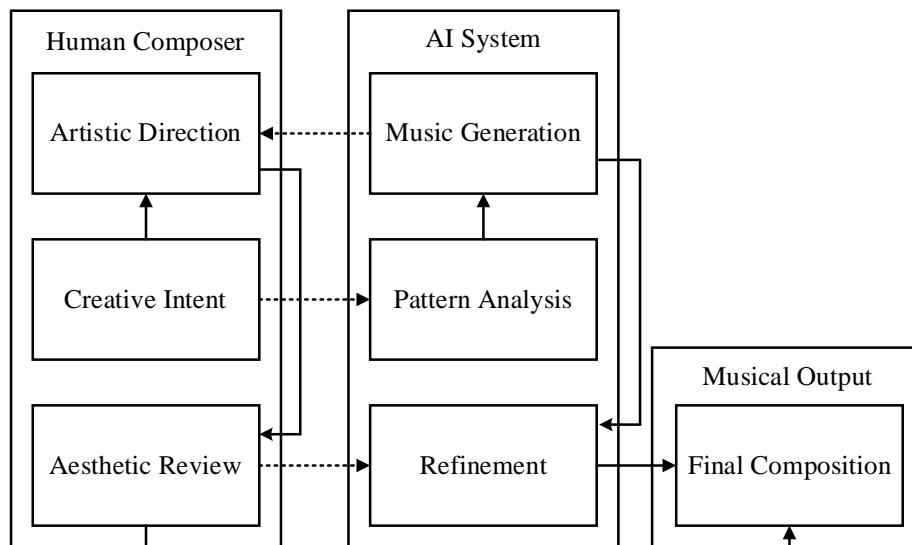 Human Composer
Artistic Direction
Creative Intent
Aesthetic Review
AI System
Music Generation
Pattern Analysis
Refinement
Musical Output
Final Composition